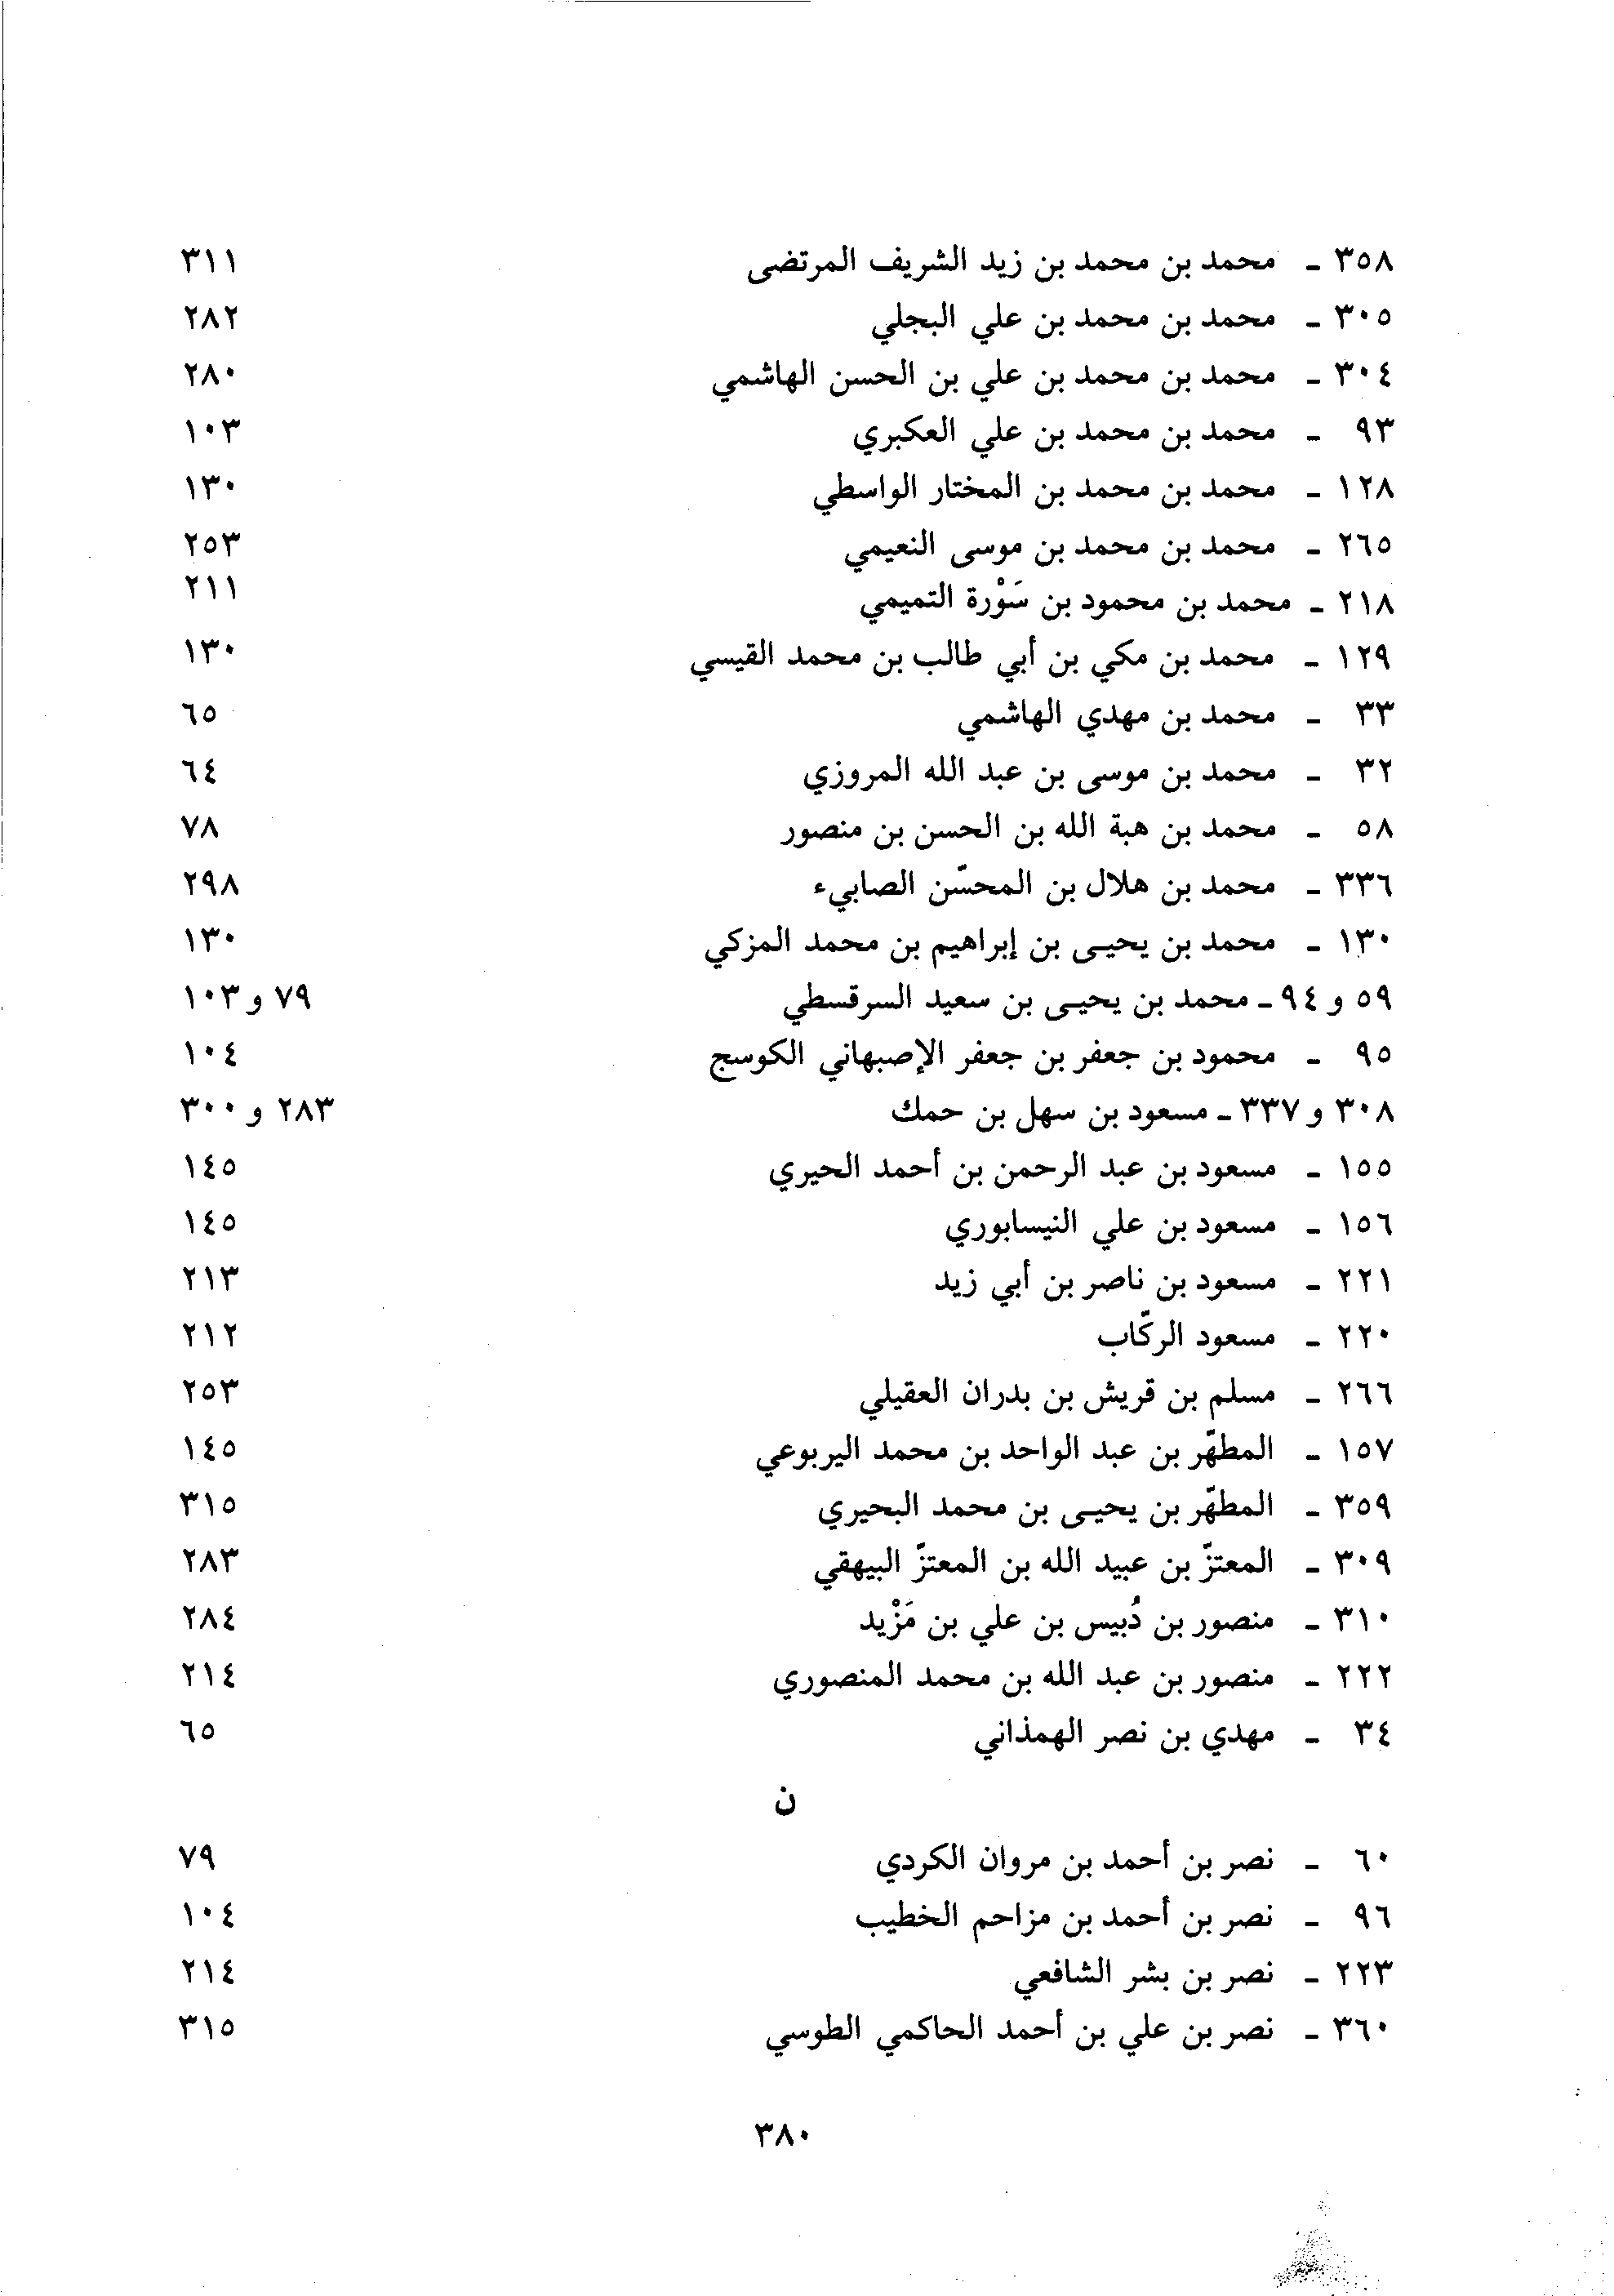 ٣٥٨ ـ محمد بن محمد بن زيد الشريف المرتضى ٣١١
٣٠٥ ـ محمد بن محمد بن علي البجلي ٢٨٢
٣٠٤ ـ محمد بن محمد بن علي بن الحسن الهاشمي ٢٨٠
٩٣ ـ محمد بن محمد بن علي العكبري ١٠٣
١٢٨ ـ محمد بن محمد بن المختار الواسطي ١٣٠
٢٦٥ ـ محمد بن محمد بن موسى النعيمي ٢٥٣
٢١٨ ـ محمد بن محمود بن سَوْرة التميمي ٢١١
١٢٩ ـ محمد بن مكي بن أبي طالب بن محمد القيسي ١٣٠
٣٣ ـ محمد بن مهدي الهاشمي ٦٥
٣٢ ـ محمد بن موسى بن عبد الله المروزي ٦٤
٥٨ ـ محمد بن هبة الله بن الحسن بن منصور ٧٨
٣٣٦ ـ محمد بن هلال بن المحسّن الصابيء ٢٩٨
١٣٠ ـ محمد بن يحيـى بن إبراهيم بن محمد المزكي ١٣٠
٥٩ و ٩٤ ـ محمد بن يحيـى بن سعيد السرقسطي ٧٩ و ١٠٣
٩٥ ـ محمود بن جعفر بن جعفر الإصبهاني الكوسج ١٠٤
٣٠٨ و ٣٣٧ ـ مسعود بن سهل بن حمك ٢٨٣ و ٣٠٠
١٥٥ ـ مسعود بن عبد الرحمن بن أحمد الحيري ١٤٥
١٥٦ ـ مسعود بن علي النيسابوري ١٤٥
٢٢١ ـ مسعود بن ناصر بن أبي زيد ٢١٣
٢٢٠ ـ مسعود الركّاب ٢١٢
٢٦٦ ـ مسلم بن قريش بن بدران العقيلي ٢٥٣
١٥٧ ـ المطهّر بن عبد الواحد بن محمد اليربوعي ١٤٥
٣٥٩ ـ المطهّر بن يحيـى بن محمد البحيري ٣١٥
٣٠٩ ـ المعتزّ بن عبيد الله بن المعتزّ البيهقي ٢٨٣
٣١٠ ـ منصور بن دُبيس بن علي بن مَزْيد ٢٨٤
٢٢٢ ـ منصور بن عبد الله بن محمد المنصوري ٢١٤
٣٤ ـ مهدي بن نصر الهمذاني ٦٥
ن
٦٠ ـ نصر بن أحمد بن مروان الكردي ٧٩
٩٦ ـ نصر بن أحمد بن مزاحم الخطيب ١٠٤
٢٢٣ ـ نصر بن بشر الشافعي ٢١٤
٣٦٠ ـ نصر بن علي بن أحمد الحاكمي الطوسي ٣١٥
٣٨٠